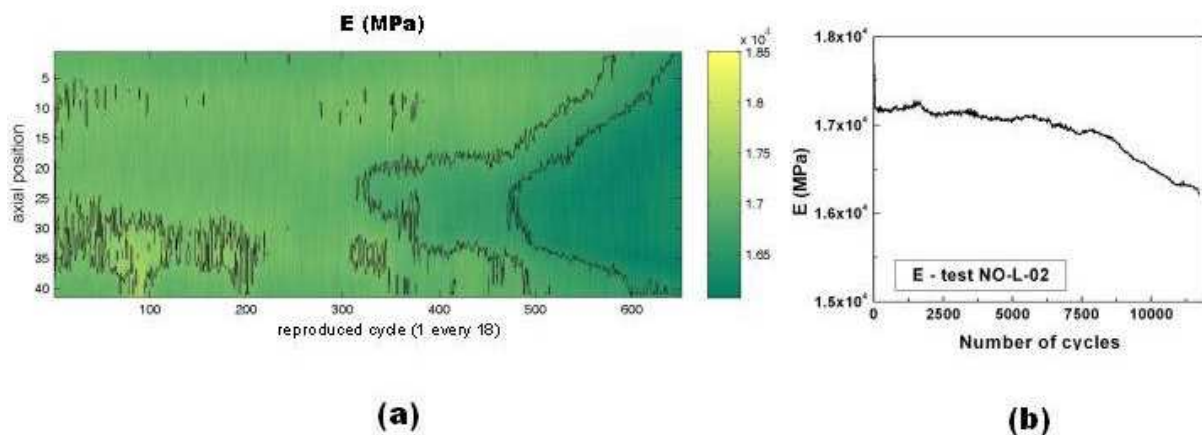 E (MPa)
x 10⁴
1.85
1.8
1.75
1.7
1.65
axial position
5
10
15
20
25
30
35
40
100
200
300
400
500
600
reproduced cycle (1 every 18)
(a)
1.8x10⁴
1.7x10⁴
1.6x10⁴
1.5x10⁴
E (MPa)
E - test NO-L-02
0
2500
5000
7500
10000
Number of cycles
(b)